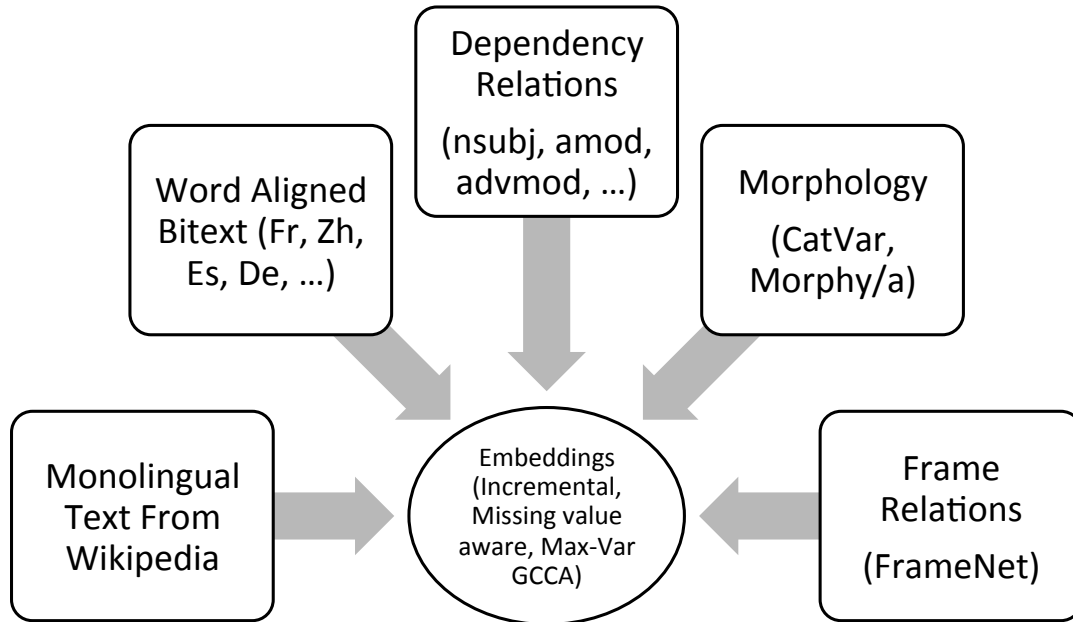 Dependency
Relations
(nsubj, amod,
advmod, …)
Word Aligned
Bitext (Fr, Zh,
Es, De, …)
Morphology
(CatVar,
Morphy/a)
Monolingual
Text From
Wikipedia
Embeddings
(Incremental,
Missing value
aware, Max-Var
GCCA)
Frame
Relations
(FrameNet)